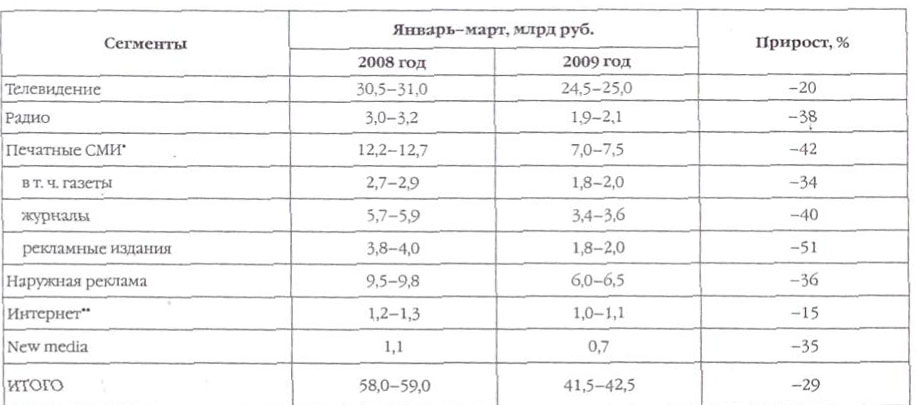 Сегменты Январь–март, млрд руб. Прирост, %
2008 год 2009 год
Телевидение 30,5–31,0 24,5–25,0 –20
Радио 3,0–3,2 1,9–2,1 –38
Печатные СМИ* 12,2–12,7 7,0–7,5 –42
в т. ч. газеты 2,7–2,9 1,8–2,0 –34
журналы 5,7–5,9 3,4–3,6 –40
рекламные издания 3,8–4,0 1,8–2,0 –51
Наружная реклама 9,5–9,8 6,0–6,5 –36
Интернет** 1,2–1,3 1,0–1,1 –15
New media 1,1 0,7 –35
ИТОГО 58,0–59,0 41,5–42,5 –29